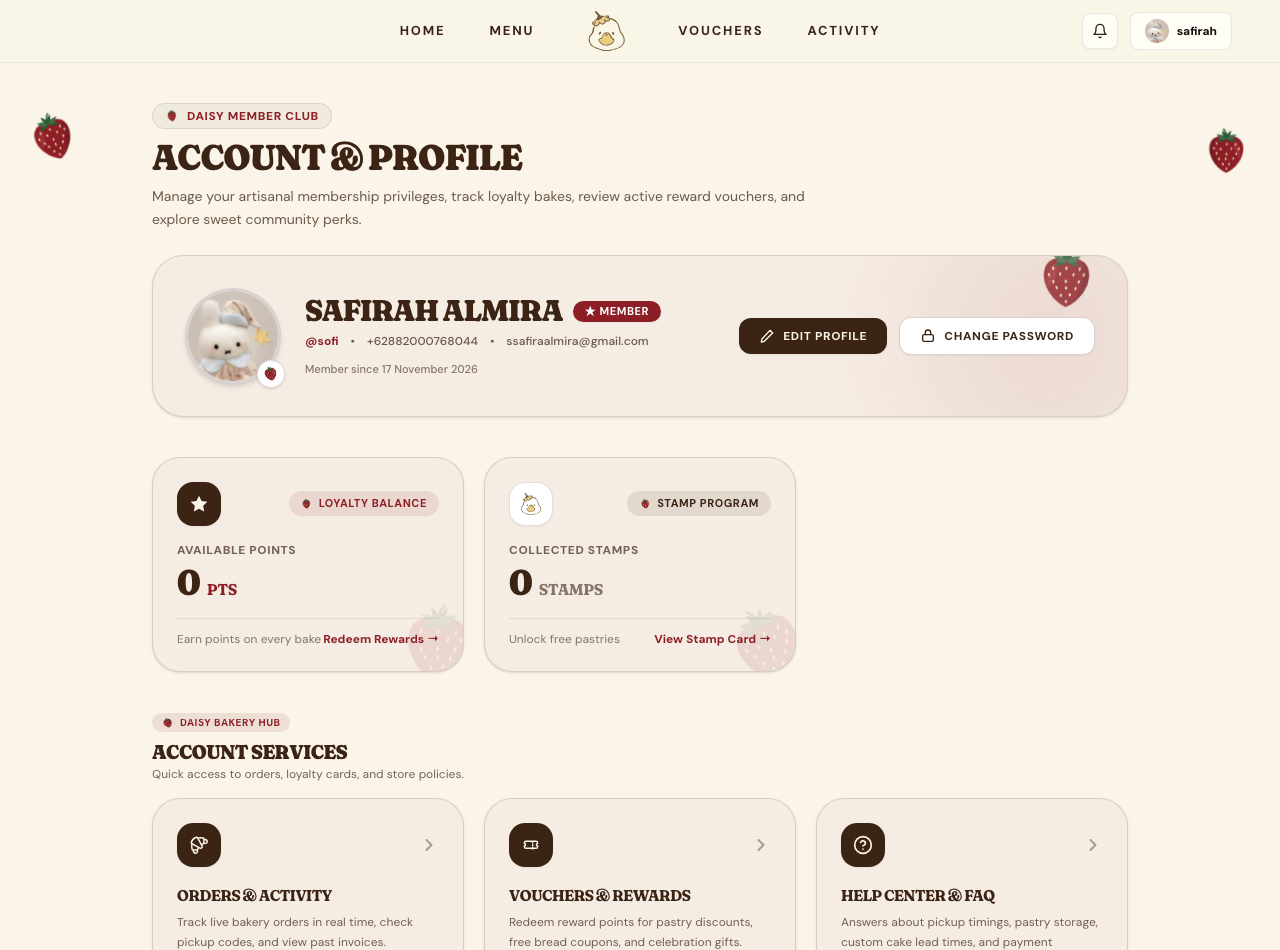 HOME
MENU
VOUCHERS
ACTIVITY
safirah
DAISY MEMBER CLUB
ACCOUNT & PROFILE
Manage your artisanal membership privileges, track loyalty bakes, review active reward vouchers, and
explore sweet community perks.
SAFIRAH ALMIRA
★ MEMBER
@sofi • +62882000768044 • ssafiraalmira@gmail.com
Member since 17 November 2026
EDIT PROFILE
CHANGE PASSWORD
LOYALTY BALANCE
AVAILABLE POINTS
0 PTS
Earn points on every bake
Redeem Rewards →
STAMP PROGRAM
COLLECTED STAMPS
0 STAMPS
Unlock free pastries
View Stamp Card →
DAISY BAKERY HUB
ACCOUNT SERVICES
Quick access to orders, loyalty cards, and store policies.
ORDERS & ACTIVITY
Track live bakery orders in real time, check
pickup codes, and view past invoices.
VOUCHERS & REWARDS
Redeem reward points for pastry discounts,
free bread coupons, and celebration gifts.
HELP CENTER & FAQ
Answers about pickup timings, pastry storage,
custom cake lead times, and payment